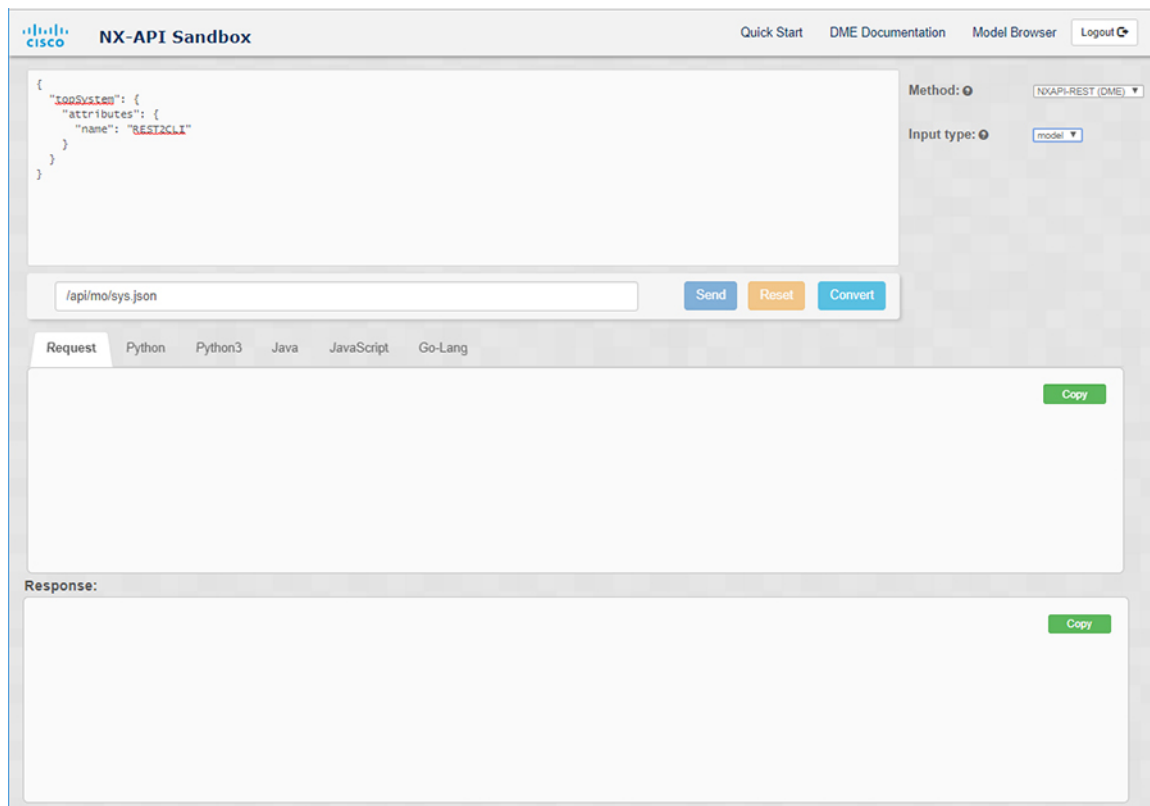 CISCO NX-API Sandbox Quick Start DME Documentation Model Browser Logout
{
"topSystem": {
"attributes": {
"name": "REST2CLI"
}
}
}
Method: NXAPI-REST (DME)
Input type: model
/api/mo/sys.json Send Reset Convert
Request Python Python3 Java JavaScript Go-Lang
Copy
Response:
Copy